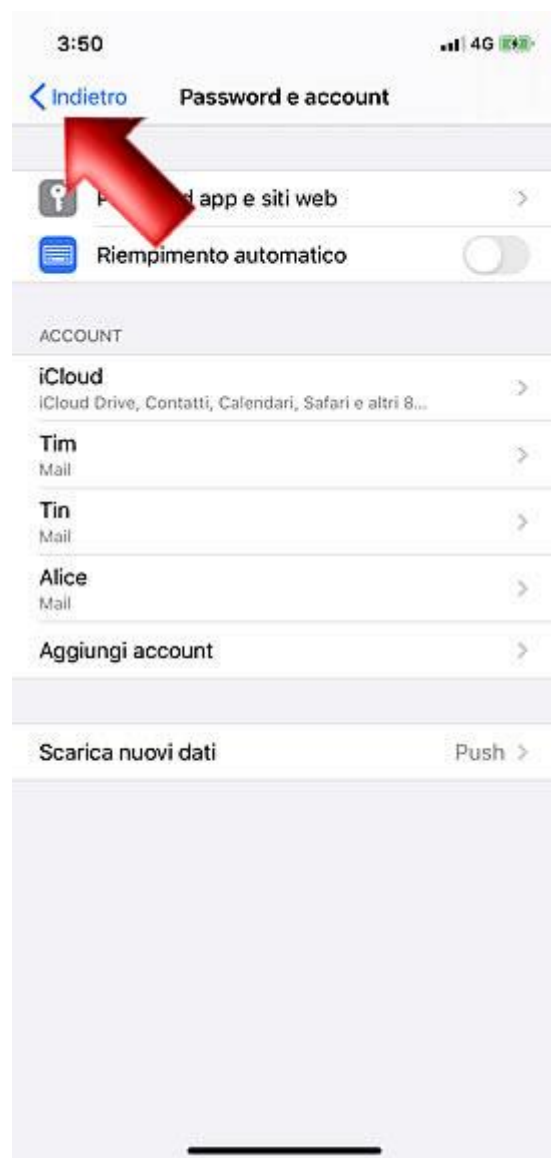 3:50
4G
Indietro
Password e account
app e siti web
Riempimento automatico
ACCOUNT
iCloud
iCloud Drive, Contatti, Calendari, Safari e altri 8...
Tim
Mail
Tin
Mail
Alice
Mail
Aggiungi account
Scarica nuovi dati
Push